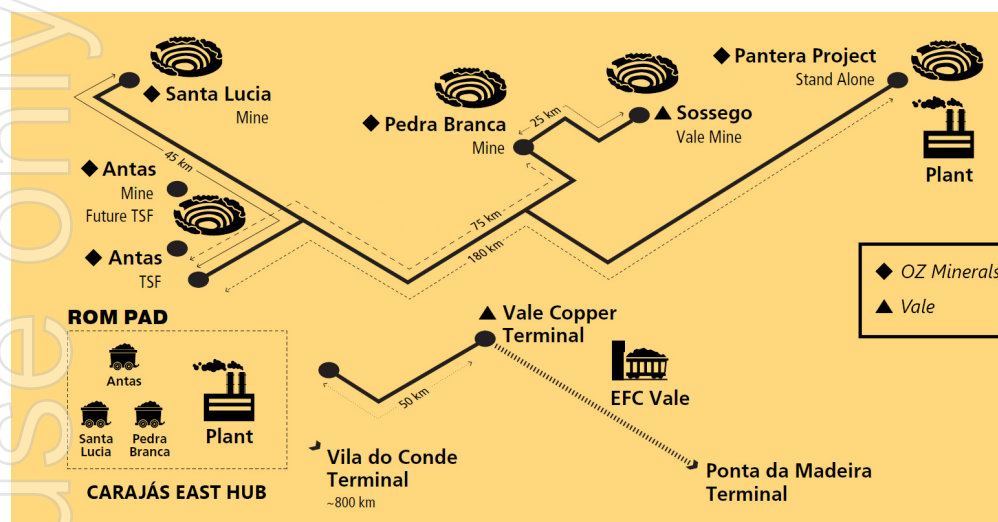 Santa Lucia
Mine
Pedra Branca
Mine
Sossego
Vale Mine
Pantera Project
Stand Alone
Plant
25 km
45 km
Antas
Mine
Future TSF
Antas
TSF
75 km
180 km
OZ Minerals
Vale
ROM PAD
Antas
Santa
Lucia
Pedra
Branca
Plant
CARAJÁS EAST HUB
Vale Copper
Terminal
50 km
EFC Vale
Vila do Conde
Terminal
~800 km
Ponta da Madeira
Terminal
use only